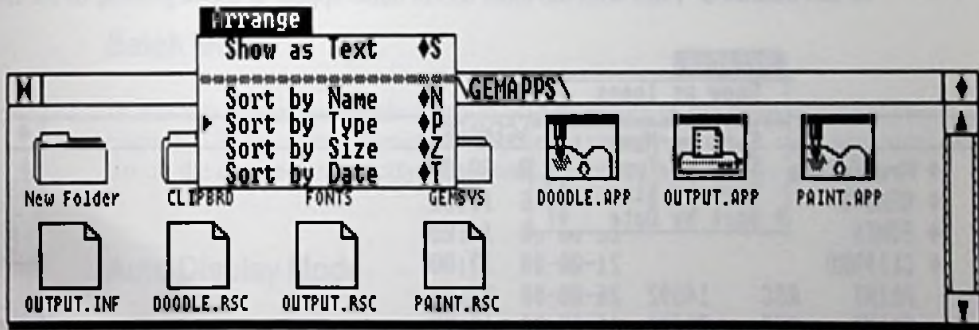 Arrange
Show as Text ♦S
\GEMAPPS\
Sort by Name ♦N
Sort by Type ♦P
Sort by Size ♦Z
Sort by Date ♦T
New Folder CLIPBRD FONTS GEMSYS DOODLE.APP OUTPUT.APP PAINT.APP
OUTPUT.INF DOODLE.RSC OUTPUT.RSC PAINT.RSC